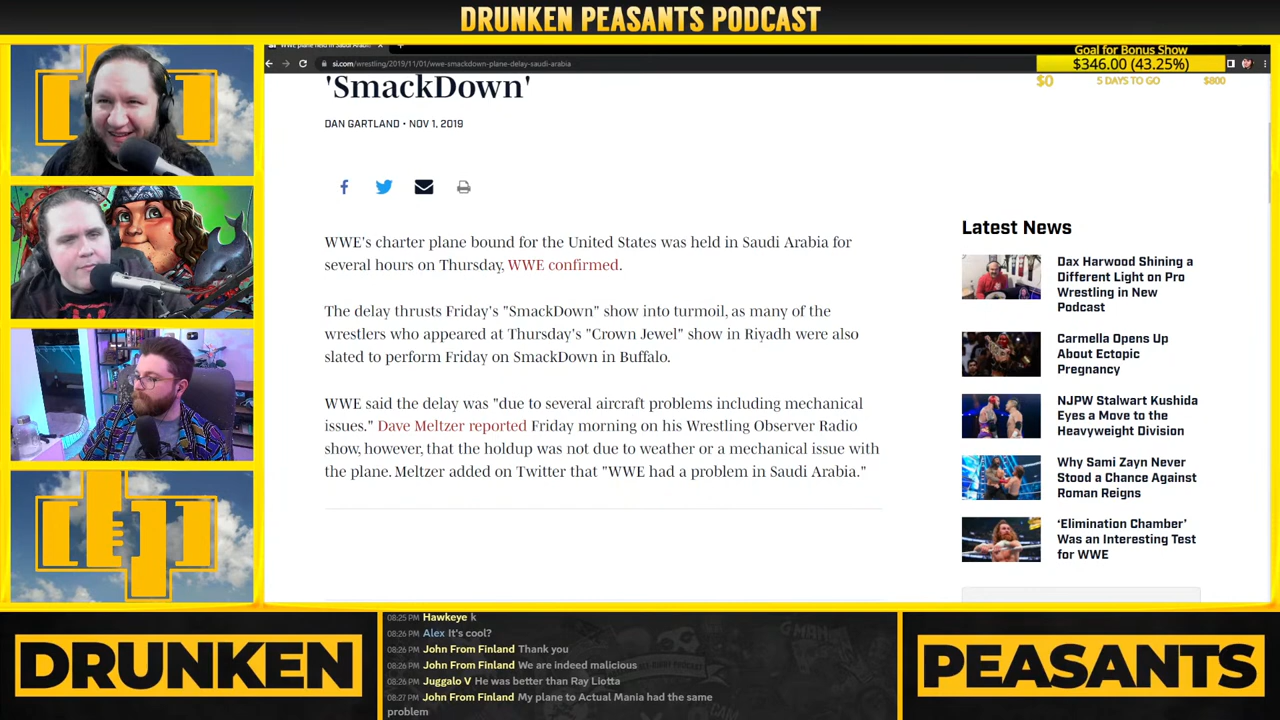 DRUNKEN PEASANTS PODCAST
si.com/wrestling/2019/11/01/wwe-smackdown-plane-delay-saudi-arabia
Goal for Bonus Show
$346.00 (43.25%)
$0
5 DAYS TO GO
$800
'SmackDown'
DAN GARTLAND • NOV 1, 2019
WWE's charter plane bound for the United States was held in Saudi Arabia for
several hours on Thursday, WWE confirmed.
The delay thrusts Friday's "SmackDown" show into turmoil, as many of the
wrestlers who appeared at Thursday's "Crown Jewel" show in Riyadh were also
slated to perform Friday on SmackDown in Buffalo.
WWE said the delay was "due to several aircraft problems including mechanical
issues." Dave Meltzer reported Friday morning on his Wrestling Observer Radio
show, however, that the holdup was not due to weather or a mechanical issue with
the plane. Meltzer added on Twitter that "WWE had a problem in Saudi Arabia."
Latest News
Dax Harwood Shining a
Different Light on Pro
Wrestling in New
Podcast
Carmella Opens Up
About Ectopic
Pregnancy
NJPW Stalwart Kushida
Eyes a Move to the
Heavyweight Division
Why Sami Zayn Never
Stood a Chance Against
Roman Reigns
‘Elimination Chamber’
Was an Interesting Test
for WWE
08:25 PM Hawkeye k
08:26 PM Alex It's cool?
08:26 PM John From Finland Thank you
08:26 PM John From Finland We are indeed malicious
08:26 PM Juggalo V He was better than Ray Liotta
08:27 PM John From Finland My plane to Actual Mania had the same
problem
DRUNKEN
PEASANTS